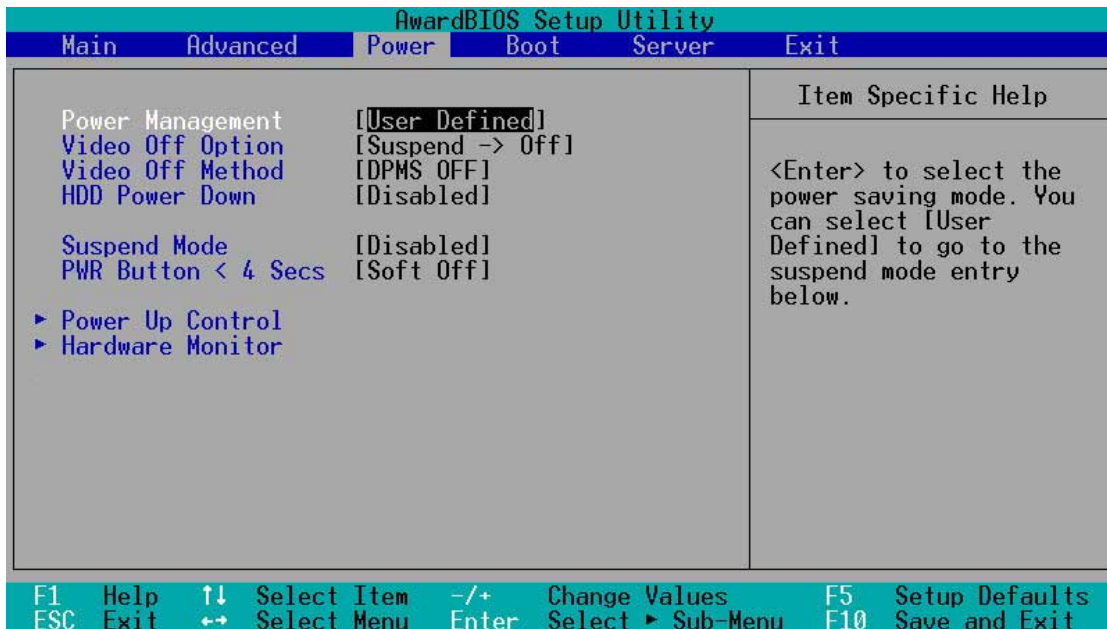 AwardBIOS Setup Utility
Main Advanced Power Boot Server Exit
Power Management [User Defined]
Video Off Option [Suspend -> Off]
Video Off Method [DPMS OFF]
HDD Power Down [Disabled]
Suspend Mode [Disabled]
PWR Button < 4 Secs [Soft Off]
► Power Up Control
► Hardware Monitor
Item Specific Help
<Enter> to select the
power saving mode. You
can select [User
Defined] to go to the
suspend mode entry
below.
F1 Help ↑↓ Select Item -/+ Change Values F5 Setup Defaults
ESC Exit ←→ Select Menu Enter Select ► Sub-Menu F10 Save and Exit